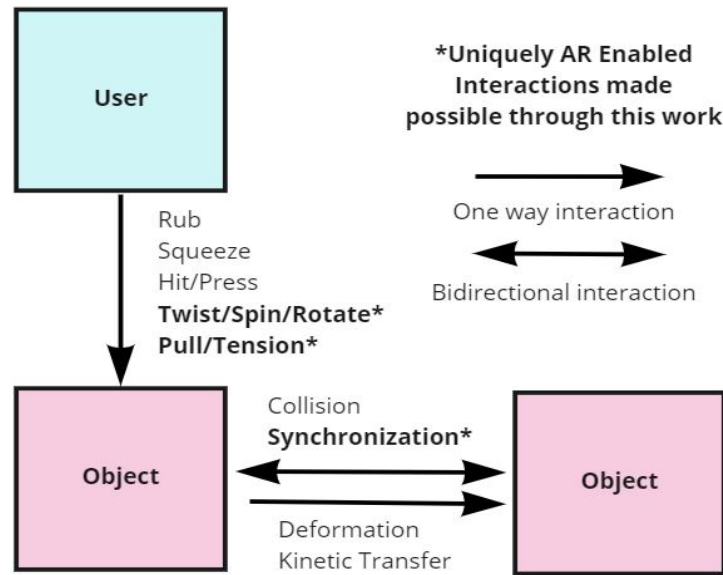 User
*Uniquely AR Enabled
Interactions made
possible through this work
One way interaction
Bidirectional interaction
Rub
Squeeze
Hit/Press
Twist/Spin/Rotate*
Pull/Tension*
Object
Collision
Synchronization*
Deformation
Kinetic Transfer
Object